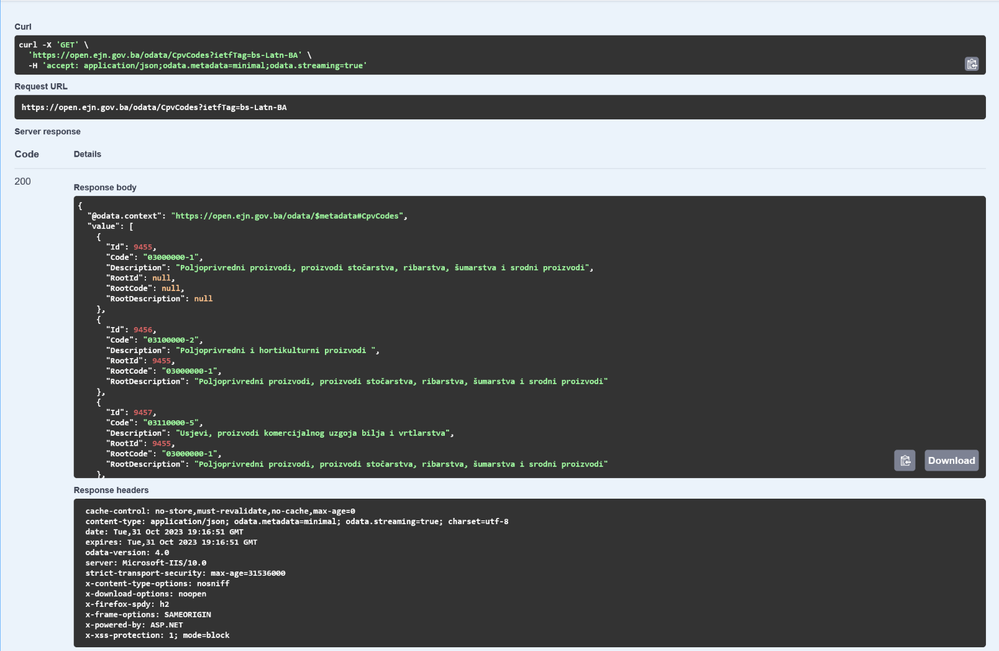 Curl
curl -X 'GET' \
  'https://open.ejn.gov.ba/odata/CpvCodes?ietfTag=bs-Latn-BA' \
  -H 'accept: application/json;odata.metadata=minimal;odata.streaming=true'
Request URL
https://open.ejn.gov.ba/odata/CpvCodes?ietfTag=bs-Latn-BA
Server response
Code Details
200
Response body
{
  "@odata.context": "https://open.ejn.gov.ba/odata/$metadata#CpvCodes",
  "value": [
    {
      "Id": 9455,
      "Code": "03000000-1",
      "Description": "Poljoprivredni proizvodi, proizvodi stočarstva, ribarstva, šumarstva i srodni proizvodi",
      "RootId": null,
      "RootCode": null,
      "RootDescription": null
    },
    {
      "Id": 9456,
      "Code": "03100000-2",
      "Description": "Poljoprivredni i hortikulturni proizvodi ",
      "RootId": 9455,
      "RootCode": "03000000-1",
      "RootDescription": "Poljoprivredni proizvodi, proizvodi stočarstva, ribarstva, šumarstva i srodni proizvodi"
    },
    {
      "Id": 9457,
      "Code": "03110000-5",
      "Description": "Usjevi, proizvodi komercijalnog uzgoja bilja i vrtlarstva",
      "RootId": 9455,
      "RootCode": "03000000-1",
      "RootDescription": "Poljoprivredni proizvodi, proizvodi stočarstva, ribarstva, šumarstva i srodni proizvodi"
    },
Download
Response headers
cache-control: no-store,must-revalidate,no-cache,max-age=0
content-type: application/json; odata.metadata=minimal; odata.streaming=true; charset=utf-8
date: Tue,31 Oct 2023 19:16:51 GMT
expires: Tue,31 Oct 2023 19:16:51 GMT
odata-version: 4.0
server: Microsoft-IIS/10.0
strict-transport-security: max-age=31536000
x-content-type-options: nosniff
x-download-options: noopen
x-firefox-spdy: h2
x-frame-options: SAMEORIGIN
x-powered-by: ASP.NET
x-xss-protection: 1; mode=block